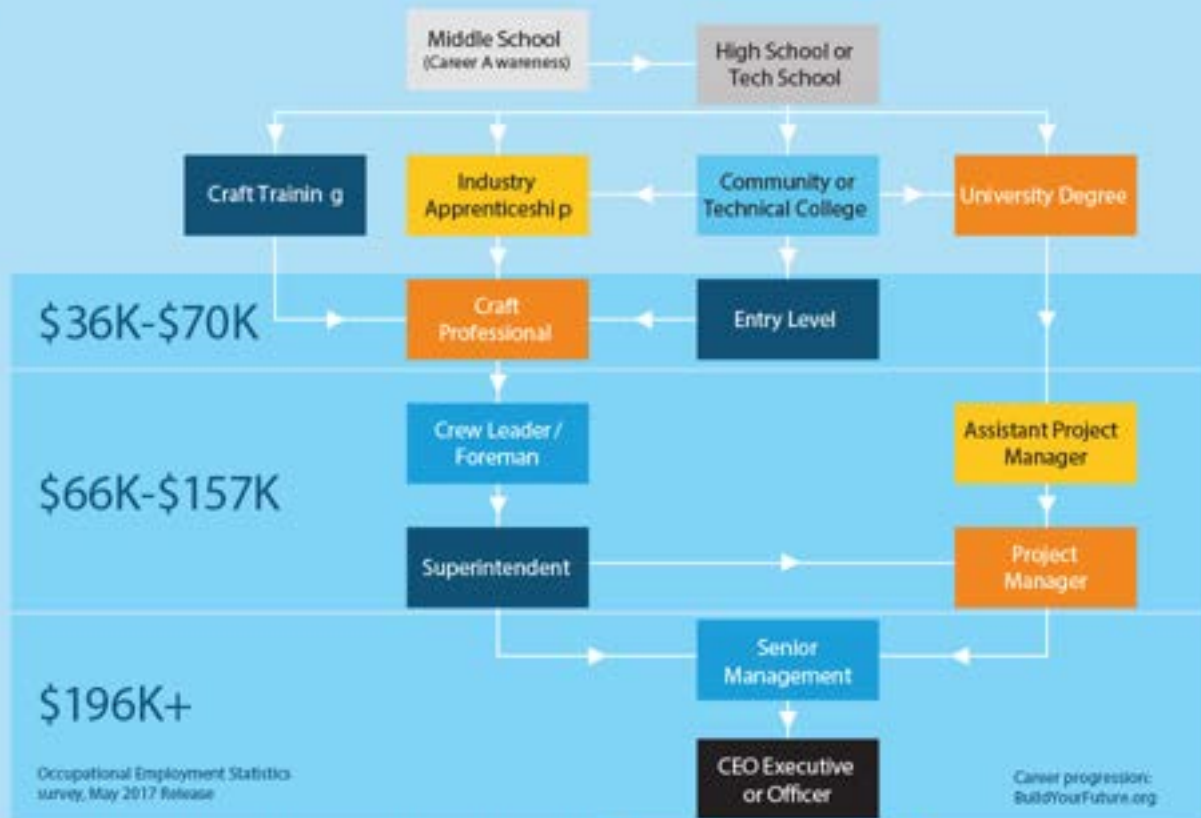 Middle School
(Career A wareness)
High School or
Tech School
Craft Trainin g
Industry
Apprenticeshi p
Community or
Technical College
University Degree
$36K-$70K
Craft
Professional
Entry Level
$66K-$157K
Crew Leader /
Foreman
Assistant Project
Manager
Superintendent
Project
Manager
$196K+
Senior
Management
CEO Executive
or Officer
Occupational Employment Statistics
survey, May 2017 Release
Career progression:
BuildYourFuture.org